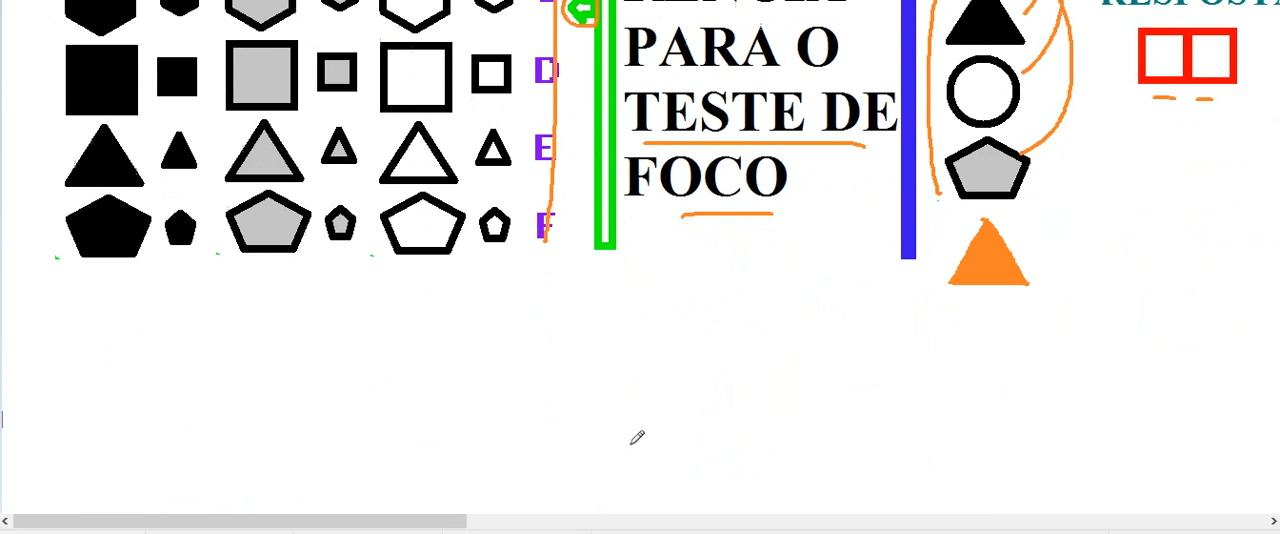 D
E
F
PARA O
TESTE DE
FOCO